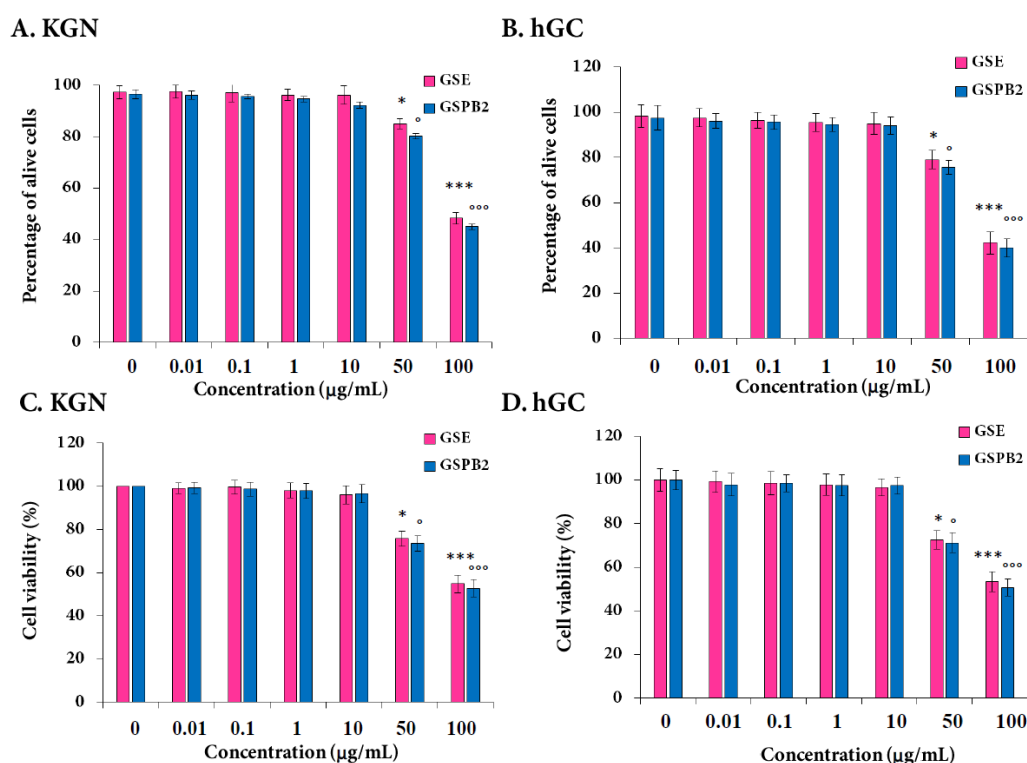 A. KGN
GSE
GSPB2
Percentage of alive cells
100
80
60
40
20
0
* °
*** °°°
0 0.01 0.1 1 10 50 100
Concentration (µg/mL)
B. hGC
GSE
GSPB2
Percentage of alive cells
120
100
80
60
40
20
0
* °
*** °°°
0 0.01 0.1 1 10 50 100
C. KGN
GSE
GSPB2
Cell viability (%)
120
100
80
60
40
20
0
* °
*** °°°
0 0.01 0.1 1 10 50 100
Concentration (µg/mL)
D. hGC
GSE
GSPB2
Cell viability (%)
120
100
80
60
40
20
0
* °
*** °°°
0 0.01 0.1 1 10 50 100
Concentration (µg/mL)